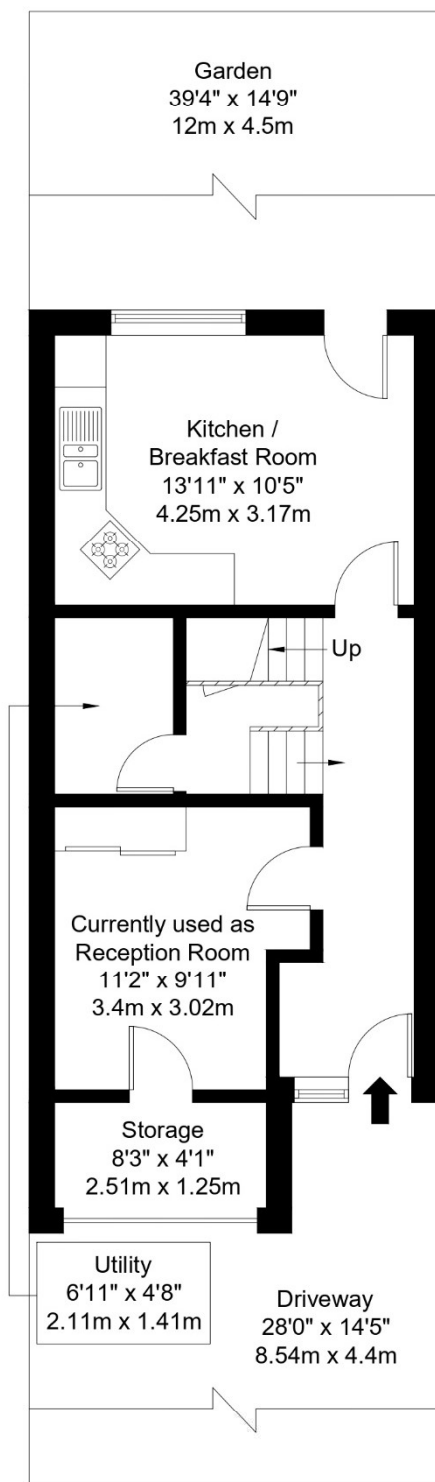 Garden
39'4" x 14'9"
12m x 4.5m
Kitchen /
Breakfast Room
13'11" x 10'5"
4.25m x 3.17m
Up
Currently used as
Reception Room
11'2" x 9'11"
3.4m x 3.02m
Storage
8'3" x 4'1"
2.51m x 1.25m
Utility
6'11" x 4'8"
2.11m x 1.41m
Driveway
28'0" x 14'5"
8.54m x 4.4m